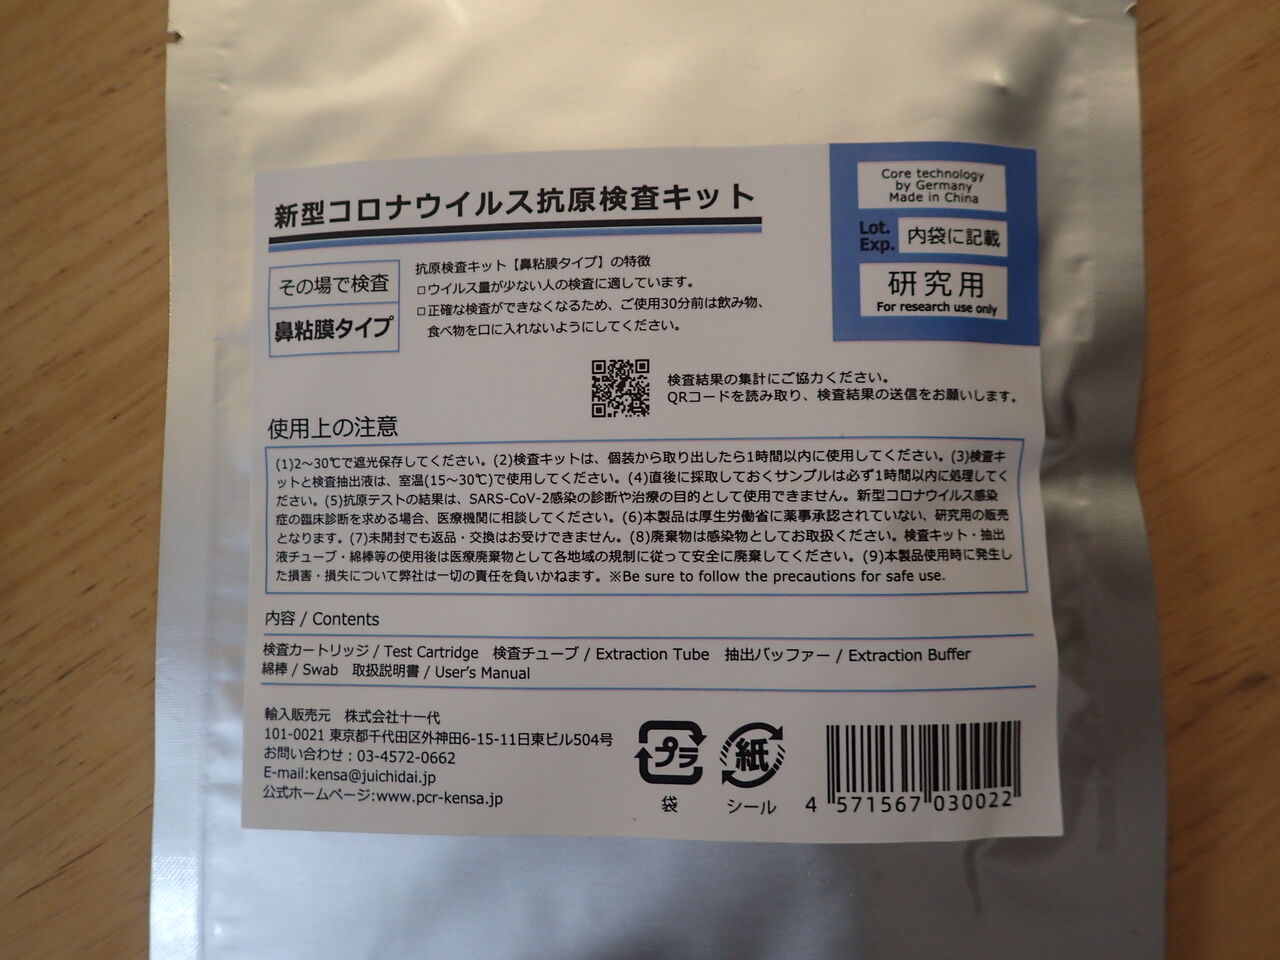 新型コロナウイルス抗原検査キット
Core technology
by Germany
Made in China
Lot.
Exp.
内袋に記載
研究用
For research use only
その場で検査
鼻粘膜タイプ
抗原検査キット【鼻粘膜タイプ】の特徴
□ウイルス量が少ない人の検査に適しています。
□正確な検査ができなくなるため、ご使用30分前は飲み物、
食べ物を口に入れないようにしてください。
検査結果の集計にご協力ください。
QRコードを読み取り、検査結果の送信をお願いします。
使用上の注意
(1)2～30℃で遮光保存してください。(2)検査キットは、個装から取り出したら1時間以内に使用してください。(3)検査キ
ットと検査抽出液は、室温(15～30℃)で使用してください。(4)直後に採取しておくサンプルは必ず1時間以内に処理してく
ださい。(5)抗原テストの結果は、SARS-CoV-2感染の診断や治療の目的として使用できません。新型コロナウイルス感染
症の臨床診断を求める場合、医療機関に相談してください。(6)本製品は厚生労働省に薬事承認されていない、研究用の販売
となります。(7)未開封でも返品・交換はお受けできません。(8)廃棄物は感染物としてお取扱ください。検査キット・抽出
液チューブ・綿棒等の使用後は医療廃棄物として各地域の規制に従って安全に廃棄してください。(9)本製品使用時に発生し
た損害・損失について弊社は一切の責任を負いかねます。※Be sure to follow the precautions for safe use.
内容 / Contents
検査カートリッジ / Test Cartridge 検査チューブ / Extraction Tube 抽出バッファー / Extraction Buffer
綿棒 / Swab 取扱説明書 / User's Manual
輸入販売元 株式会社十一代
101-0021 東京都千代田区外神田6-15-11日東ビル504号
お問い合わせ：03-4572-0662
E-mail:kensa@juichidai.jp
公式ホームページ:www.pcr-kensa.jp
プラ
袋
紙
シール
4 571567 030022